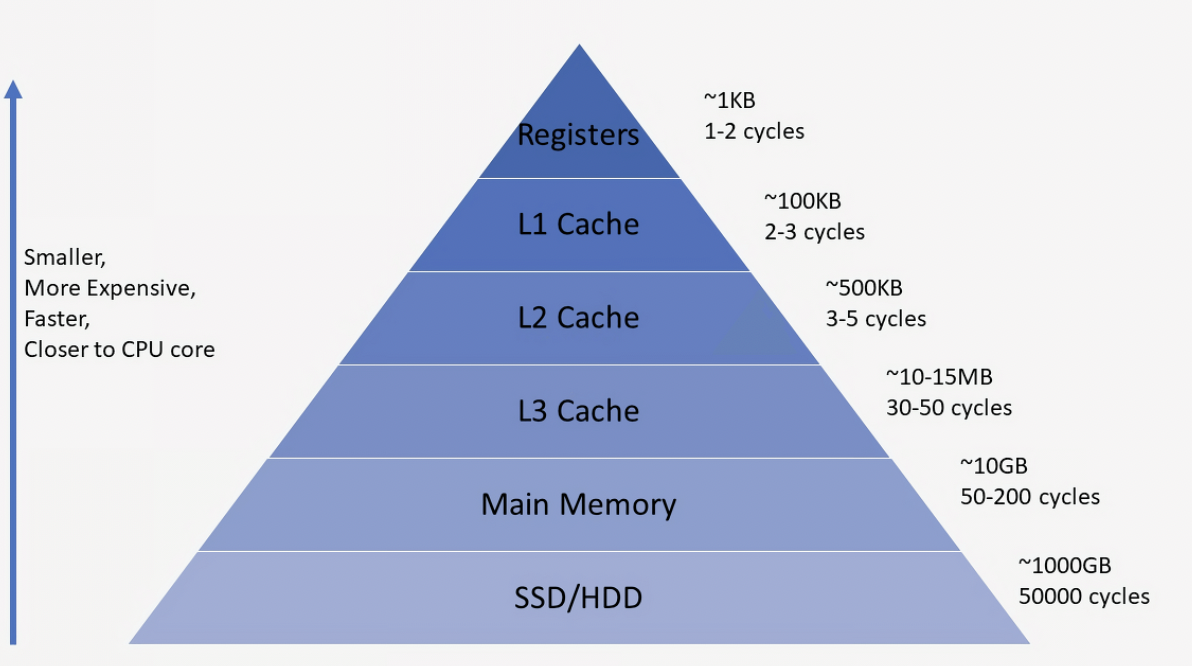 Smaller,
More Expensive,
Faster,
Closer to CPU core
Registers
~1KB
1-2 cycles
L1 Cache
~100KB
2-3 cycles
L2 Cache
~500KB
3-5 cycles
L3 Cache
~10-15MB
30-50 cycles
Main Memory
~10GB
50-200 cycles
SSD/HDD
~1000GB
50000 cycles